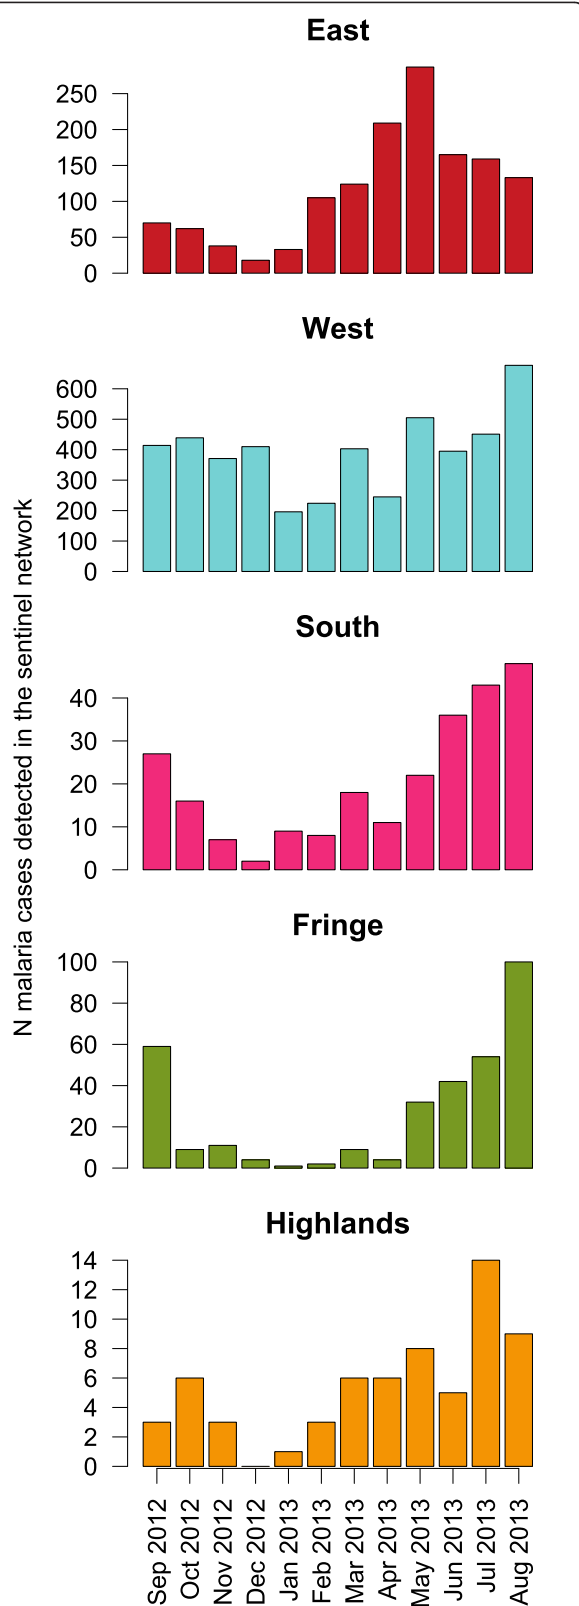 East
250
200
150
100
50
0
West
600
500
400
300
200
100
0
South
40
30
20
10
0
Fringe
100
80
60
40
20
0
Highlands
14
12
10
8
6
4
2
0
N malaria cases detected in the sentinel network
Sep 2012
Oct 2012
Nov 2012
Dec 2012
Jan 2013
Feb 2013
Mar 2013
Apr 2013
May 2013
Jun 2013
Jul 2013
Aug 2013